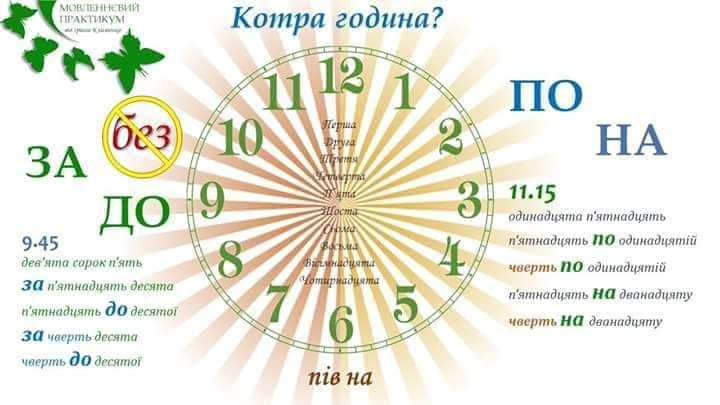 МОВЛЕННЄВИЙ
ПРАКТИКУМ
від Ірини Клименко
Котра година?
12
11
1
10
2
9
3
8
4
7
5
6
Перша
Друга
Третя
Четверта
П'ята
Шоста
Сьома
Восьма
Вісімнадцята
Чотирнадцята
без
ЗА
ДО
9.45
дев'ята сорок п'ять
за п'ятнадцять десята
п'ятнадцять до десятої
за чверть десята
чверть до десятої
ПО
НА
11.15
одинадцята п'ятнадцять
п'ятнадцять по одинадцятій
чверть по одинадцятій
п'ятнадцять на дванадцяту
чверть на дванадцяту
пів на